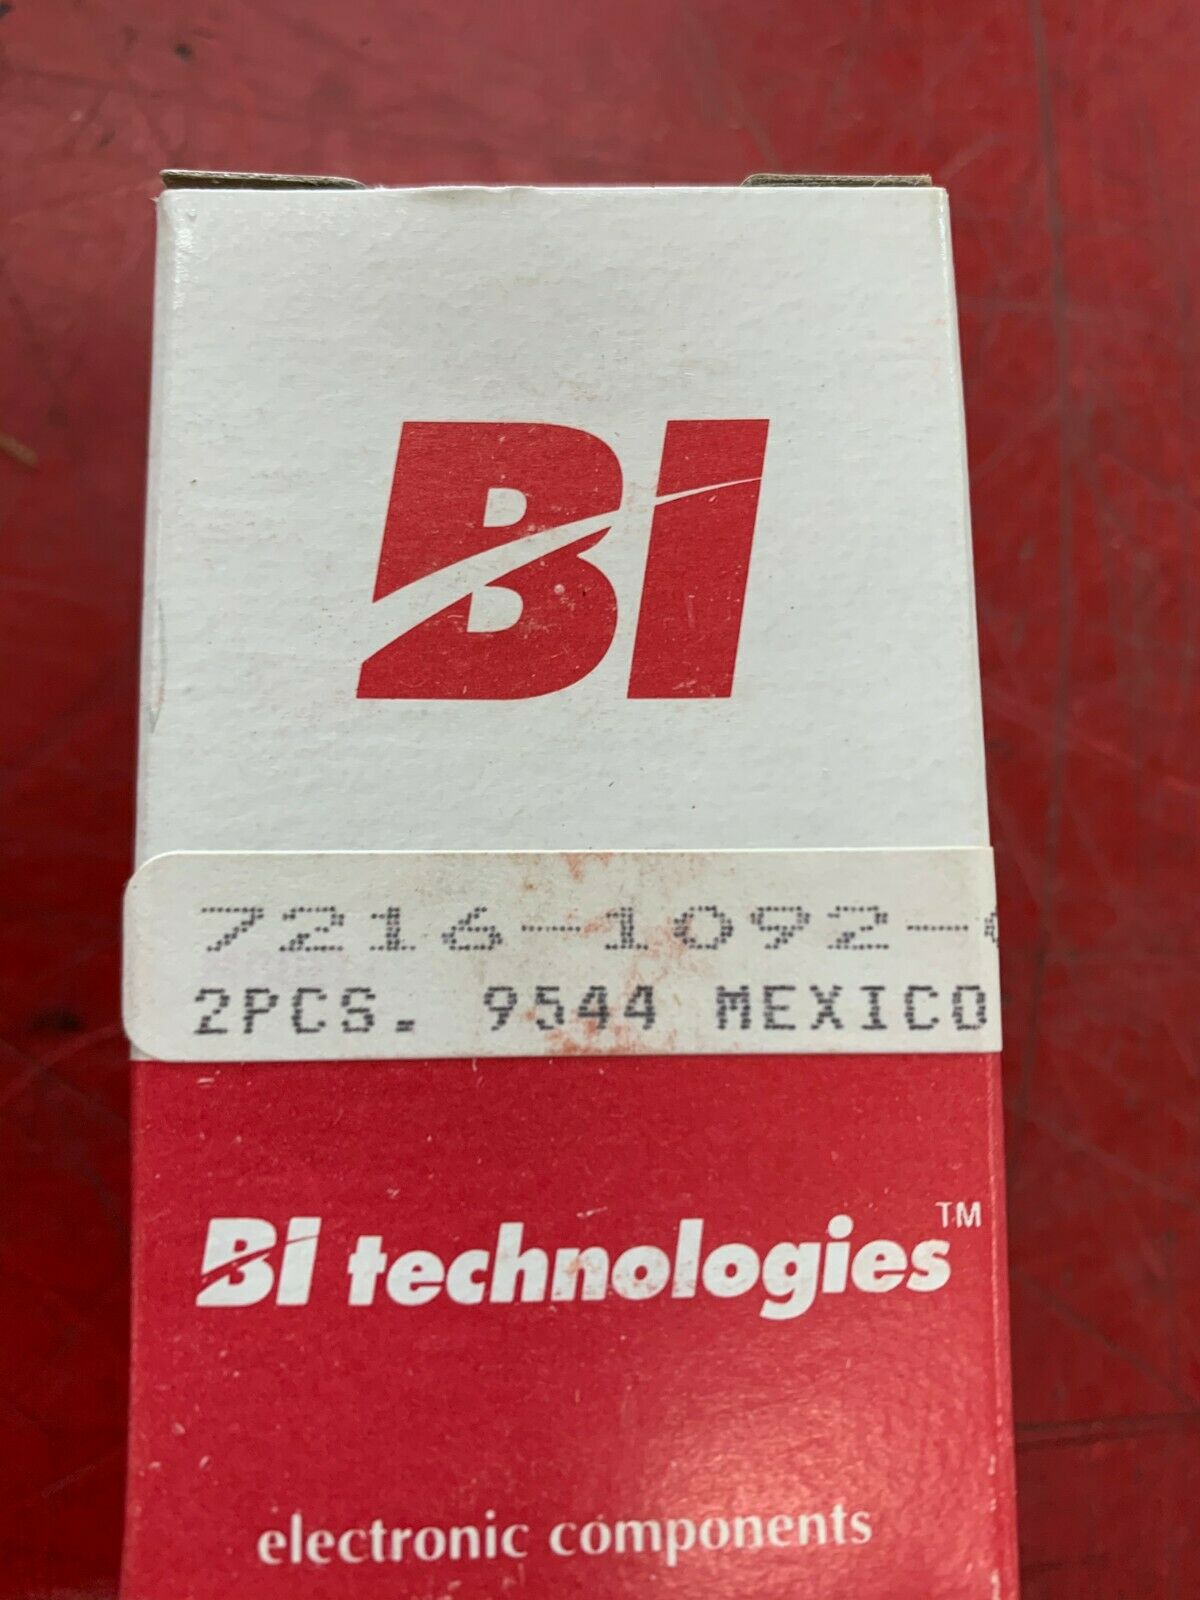 BI
7216-1092-
2PCS. 9544 MEXICO
BI technologies™
electronic components